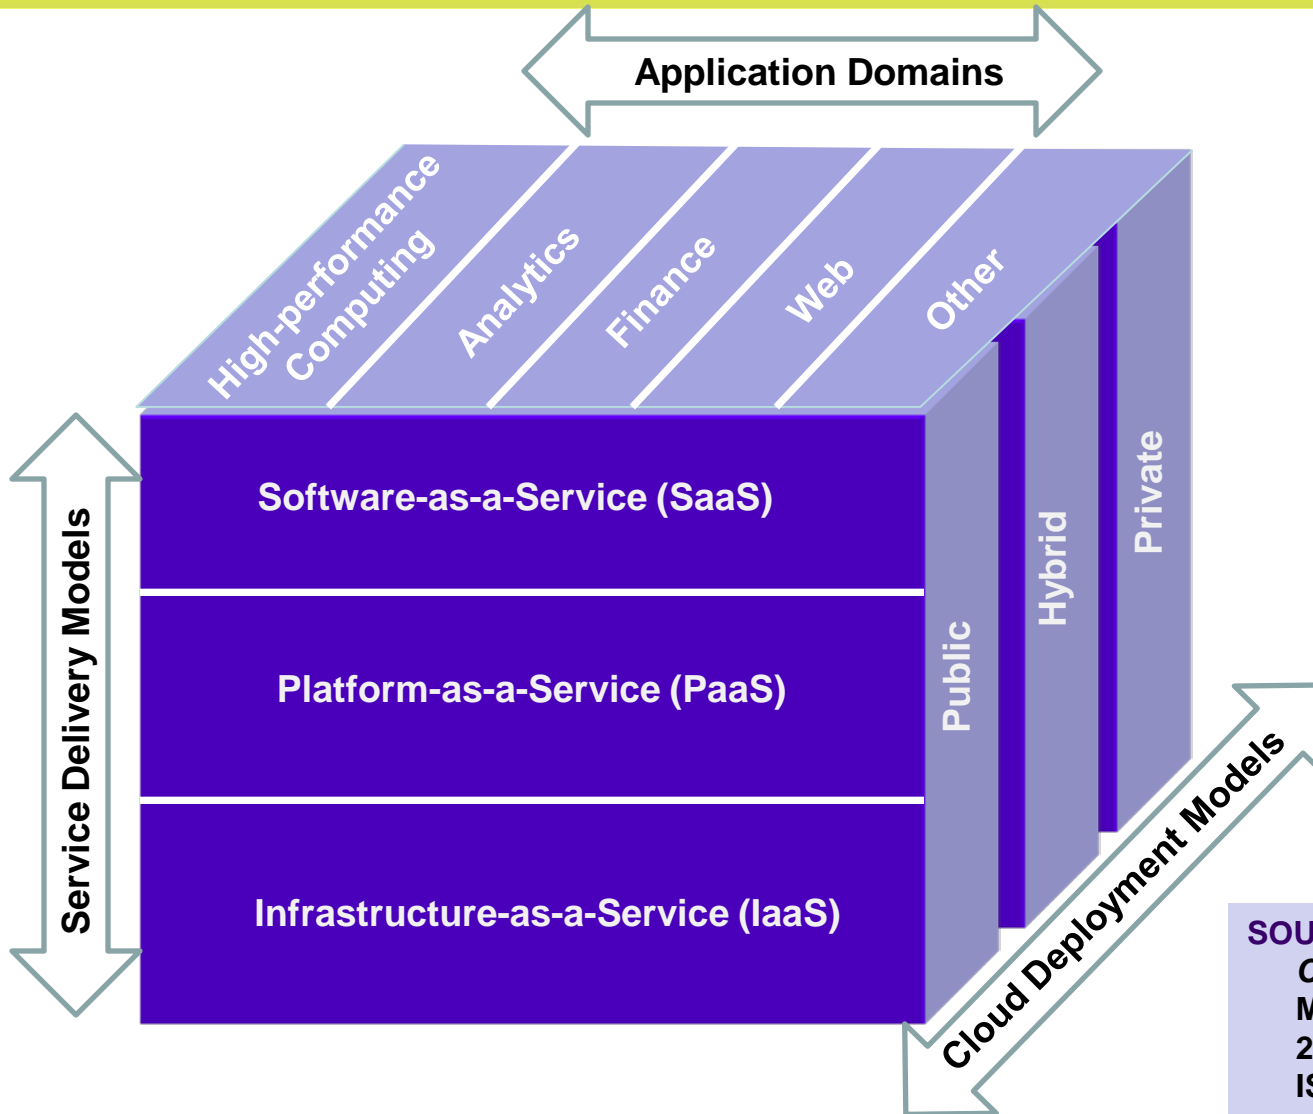 Application Domains
High-performance
Computing
Analytics
Finance
Web
Other
Service Delivery Models
Software-as-a-Service (SaaS)
Platform-as-a-Service (PaaS)
Infrastructure-as-a-Service (IaaS)
Public
Hybrid
Private
Cloud Deployment Models